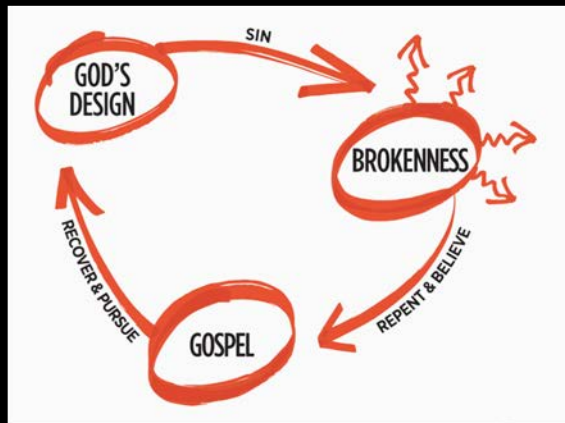 SIN
GOD'S
DESIGN
BROKENNESS
REPENT & BELIEVE
GOSPEL
RECOVER & PURSUE